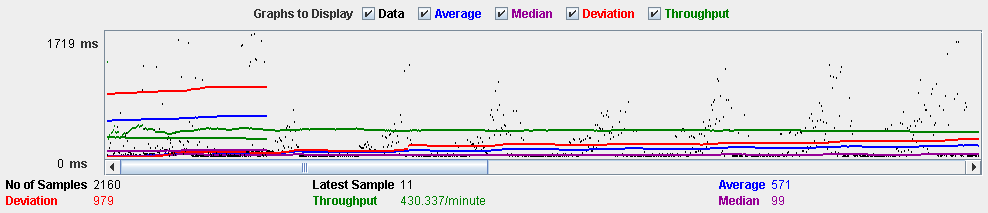 Graphs to Display Data Average Median Deviation Throughput
1719 ms
0 ms
No of Samples 2160 Latest Sample 11 Average 571
Deviation 979 Throughput 430.337/minute Median 99